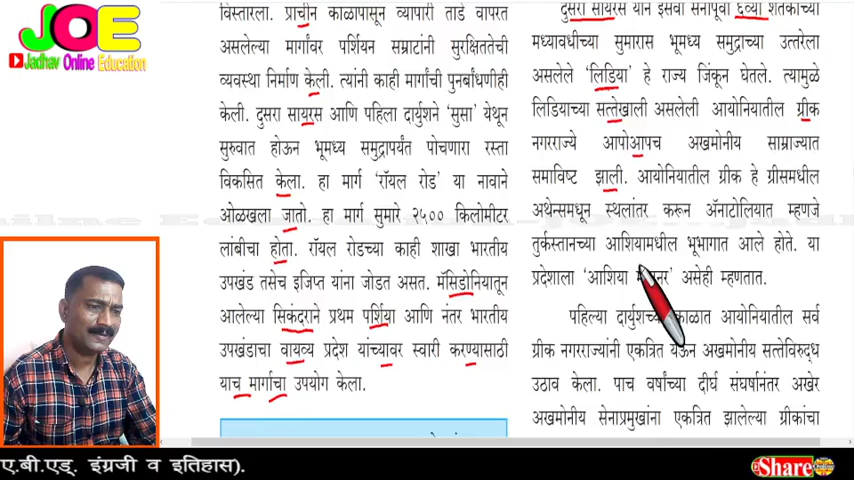 JOE
Jadhav Online Education
विस्तारला. प्राचीन काळापासून व्यापारी तांडे वापरत
असलेल्या मार्गांवर पर्शियन सम्राटांनी सुरक्षिततेची
व्यवस्था निर्माण केली. त्यांनी काही मार्गांची पुनर्बांधणीही
केली. दुसरा सायरस आणि पहिला दार्युशने ‘सुसा’ येथून
सुरुवात होऊन भूमध्य समुद्रापर्यंत पोचणारा रस्ता
विकसित केला. हा मार्ग ‘रॉयल रोड’ या नावाने
ओळखला जातो. हा मार्ग सुमारे २५०० किलोमीटर
लांबीचा होता. रॉयल रोडच्या काही शाखा भारतीय
उपखंड तसेच इजिप्त यांना जोडत असत. मॅसिडोनियातून
आलेल्या सिकंदराने प्रथम पर्शिया आणि नंतर भारतीय
उपखंडाचा वायव्य प्रदेश यांच्यावर स्वारी करण्यासाठी
याच मार्गाचा उपयोग केला.
दुसरा सायरस याने इसवी सनापूर्वी ६व्या शतकाच्या
मध्यावधीच्या सुमारास भूमध्य समुद्राच्या उत्तरेला
असलेले ‘लिडिया’ हे राज्य जिंकून घेतले. त्यामुळे
लिडियाच्या सत्तेखाली असलेली आयोनियातील ग्रीक
नगरराज्ये आपोआपच अखमोनीय साम्राज्यात
समाविष्ट झाली. आयोनियातील ग्रीक हे ग्रीसमधील
अथेन्समधून स्थलांतर करून ॲनाटोलियात म्हणजे
तुर्कस्तानच्या आशियामधील भूभागात आले होते. या
प्रदेशाला ‘आशिया असेही म्हणतात.
पहिल्या दार्युशच्या काळात आयोनियातील सर्व
ग्रीक नगरराज्यांनी एकत्रित येऊन अखमोनीय सत्तेविरुद्ध
उठाव केला. पाच वर्षांच्या दीर्घ संघर्षानंतर अखेर
अखमोनीय सेनाप्रमुखांना एकत्रित झालेल्या ग्रीकांचा
ए.बी.एड्. इंग्रजी व इतिहास).
Share